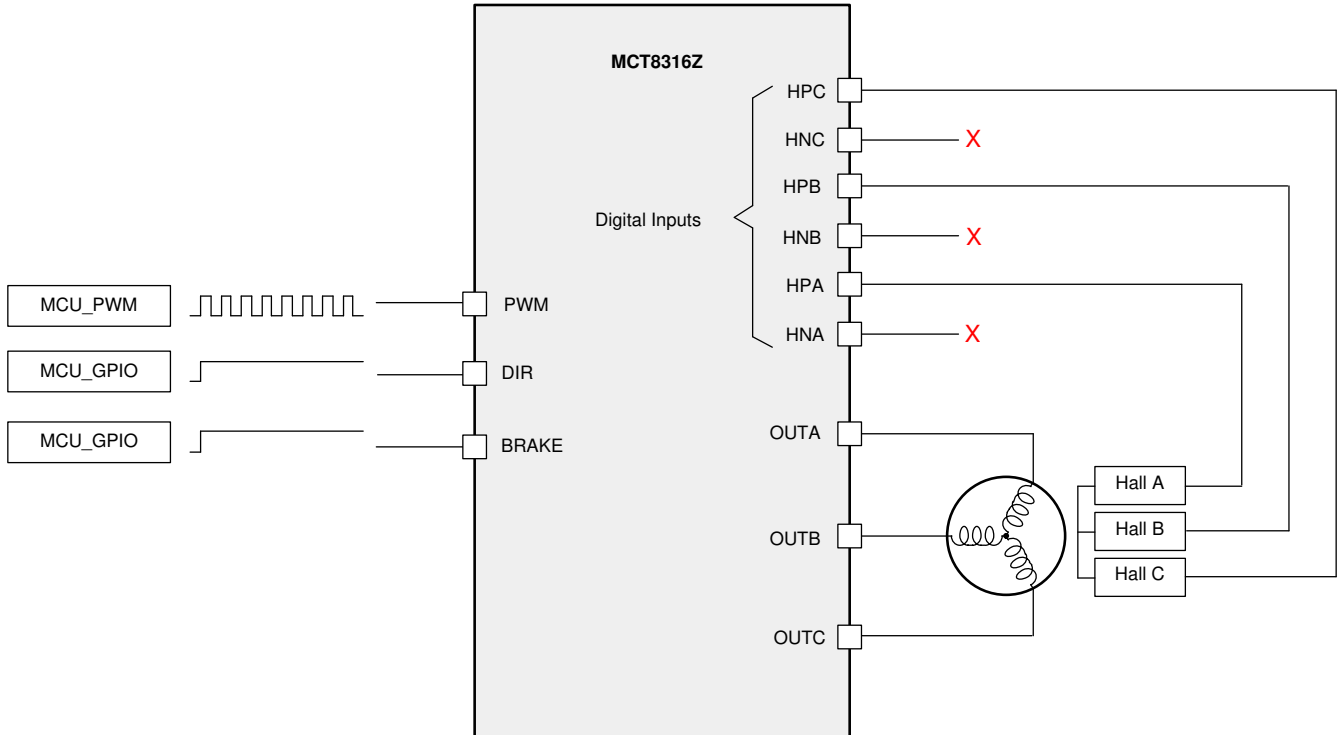 MCT8316Z
HPC
HNC
X
HPB
Digital Inputs
HNB
X
HPA
MCU_PWM
PWM
HNA
X
MCU_GPIO
DIR
OUTA
MCU_GPIO
BRAKE
Hall A
OUTB
Hall B
Hall C
OUTC